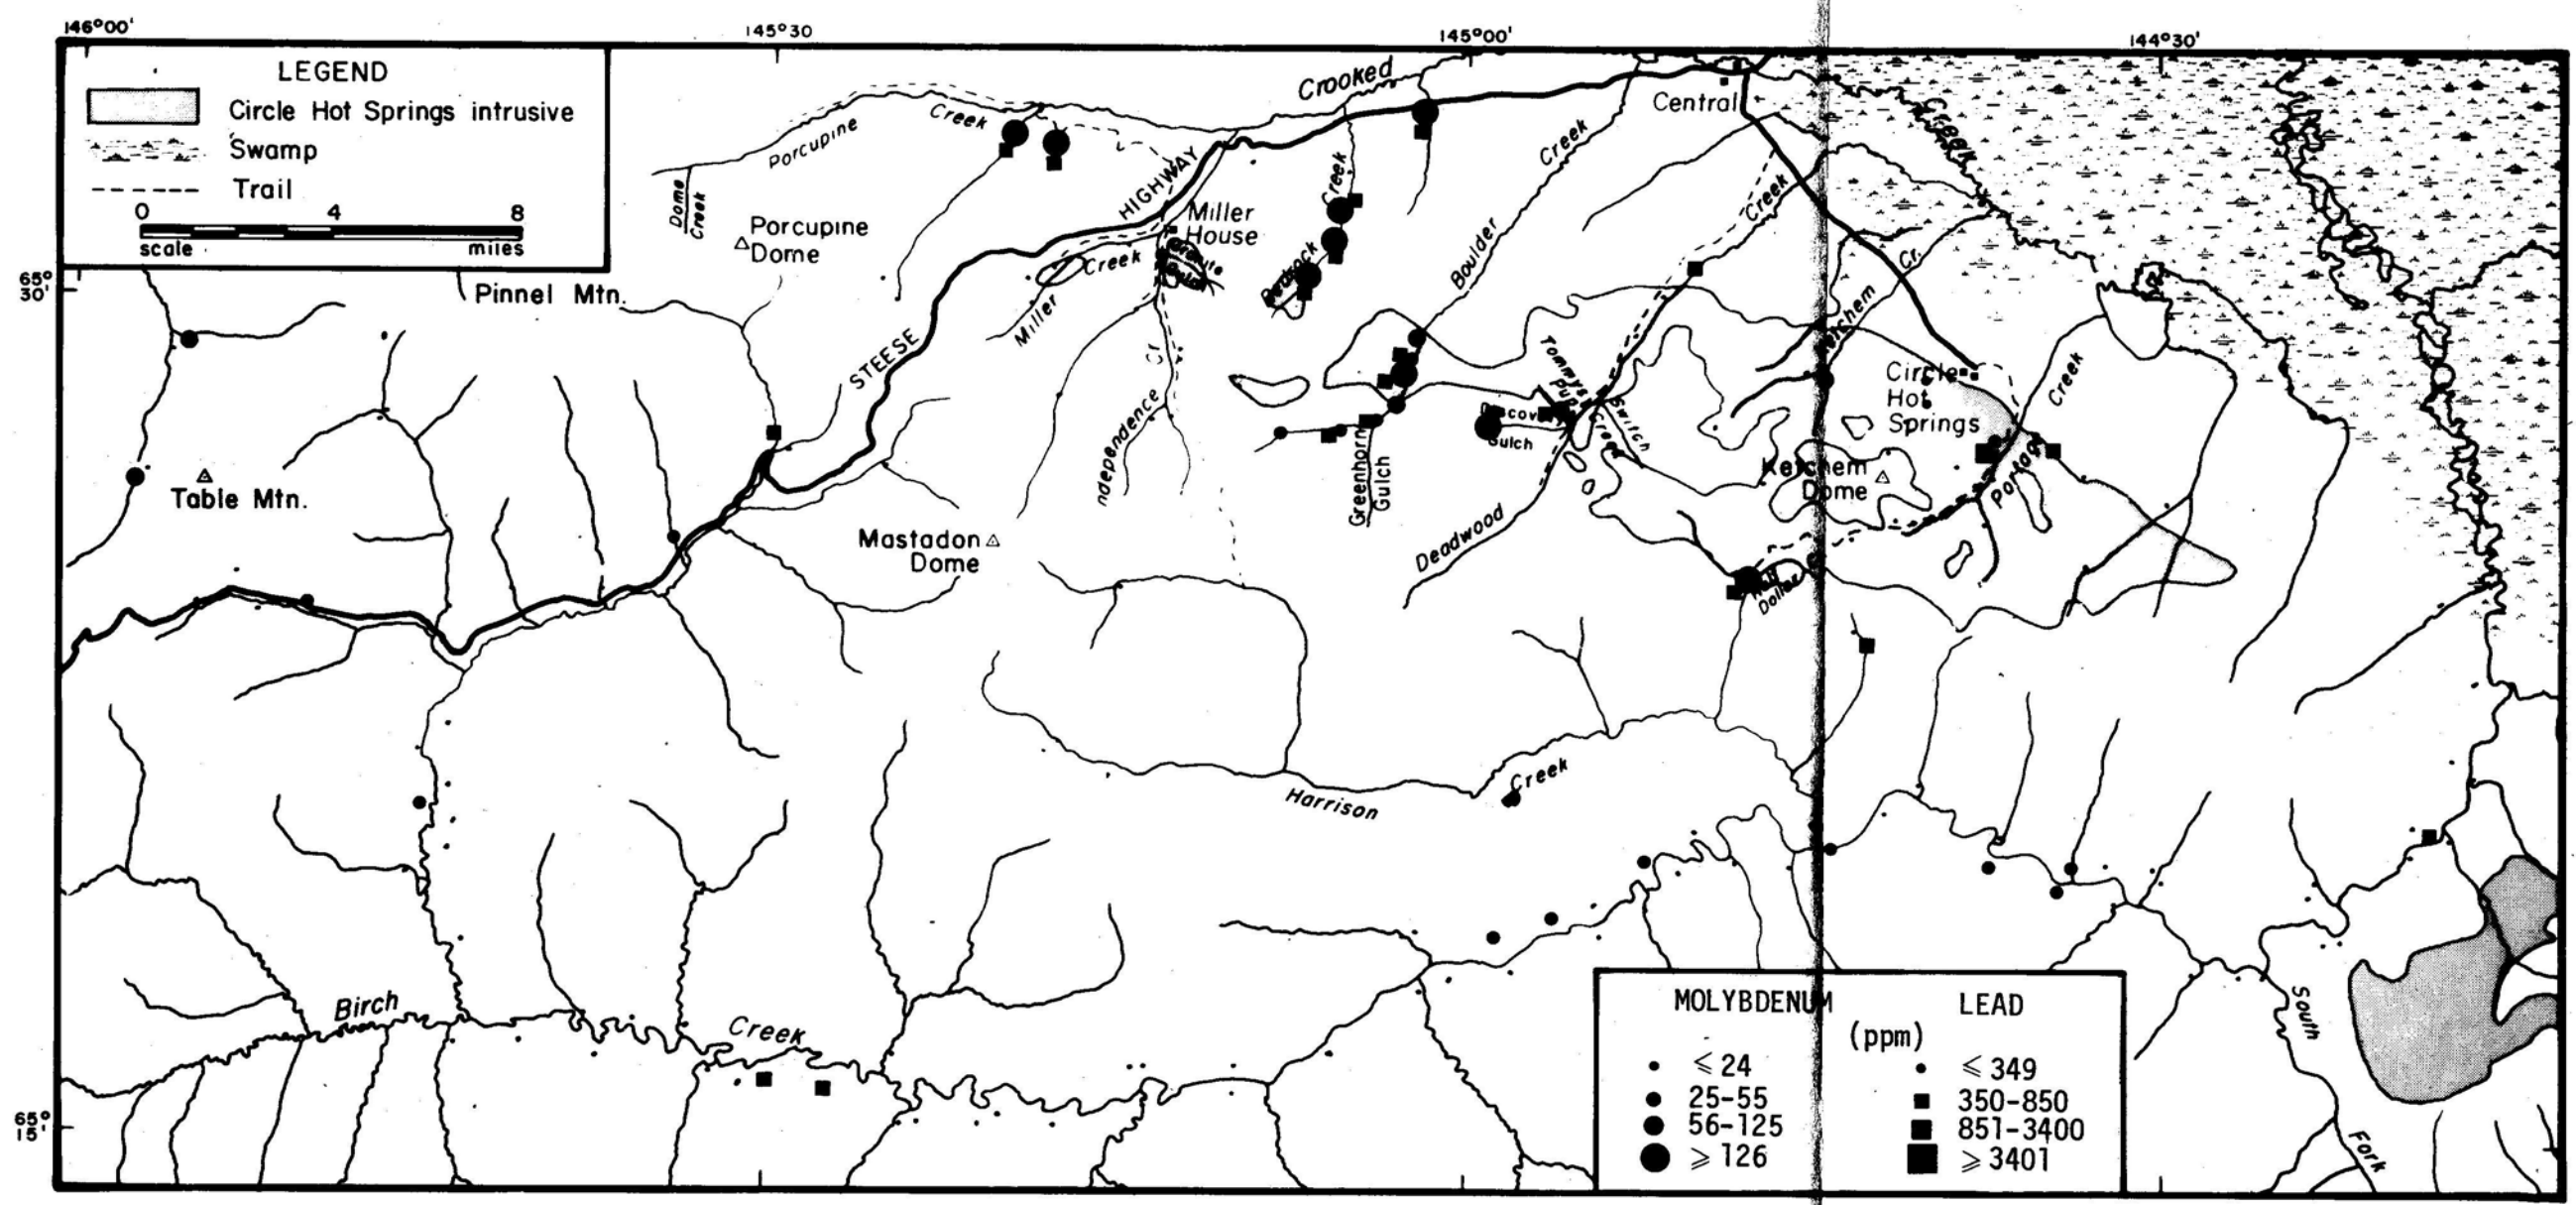 146°00'
145°30
145°00'
144°30'
LEGEND
Circle Hot Springs intrusive
Swamp
Trail
0 4 8
scale miles
65°
30'
65°
15'
Crooked
Creek
Porcupine
Creek
Dome
Creek
Porcupine
Dome
Pinnel Mtn.
HIGHWAY
STEESE
Miller
House
Miller
Creek
Creek
Boulder
Creek
Central
Creek
Cr.
Circle
Hot
Springs
Creek
Portage
Ketchem
Dome
Tommys
Pup
Switch
Creek
Gulch
Greenhorn
Gulch
Deadwood
Dollar
Table Mtn.
Mastadon
Dome
Cr
Harrison
Creek
Birch
Creek
South
Fork
MOLYBDENUM LEAD
(ppm)
≤ 24 ≤ 349
25-55 350-850
56-125 851-3400
≥ 126 ≥ 3401